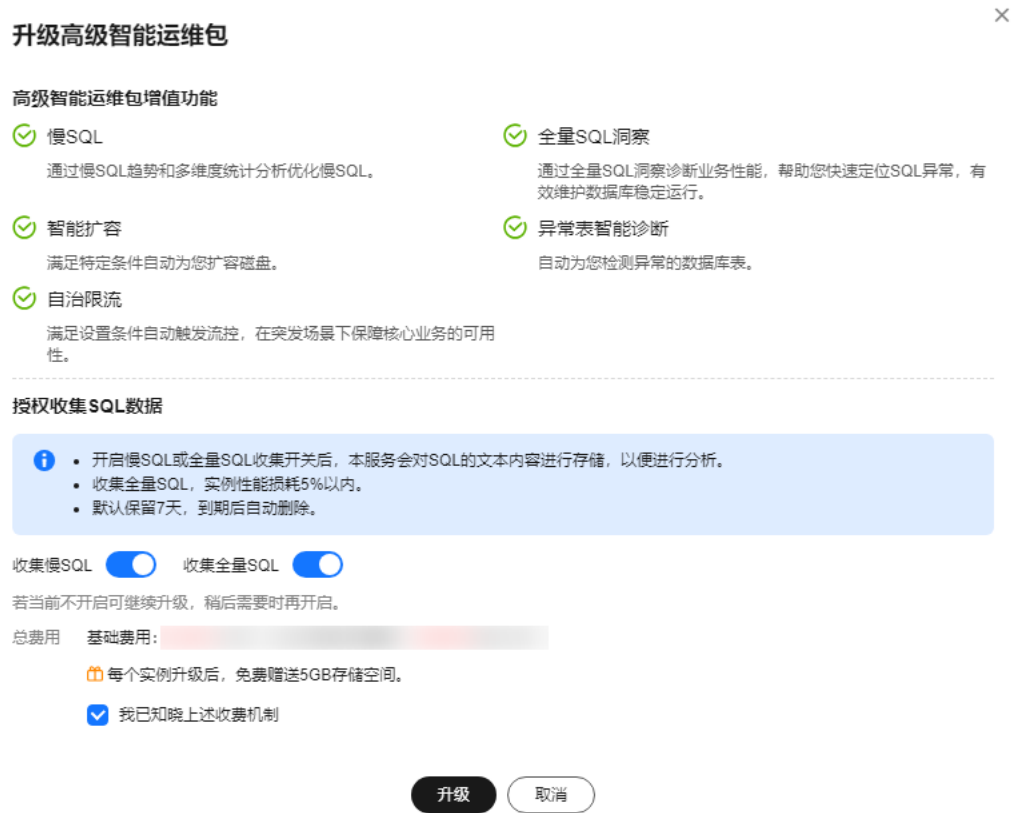 升级高级智能运维包
高级智能运维包增值功能
慢SQL
通过慢SQL趋势和多维度统计分析优化慢SQL。
全量SQL洞察
通过全量SQL洞察诊断业务性能，帮助您快速定位SQL异常，有
效维护数据库稳定运行。
智能扩容
满足特定条件自动为您扩容磁盘。
异常表智能诊断
自动为您检测异常的数据库表。
自治限流
满足设置条件自动触发流控，在突发场景下保障核心业务的可用
性。
授权收集SQL数据
• 开启慢SQL或全量SQL收集开关后，本服务会对SQL的文本内容进行存储，以便进行分析。
• 收集全量SQL，实例性能损耗5%以内。
• 默认保留7天，到期后自动删除。
收集慢SQL 收集全量SQL
若当前不开启可继续升级，稍后需要时再开启。
总费用 基础费用：
每个实例升级后，免费赠送5GB存储空间。
我已知晓上述收费机制
升级 取消